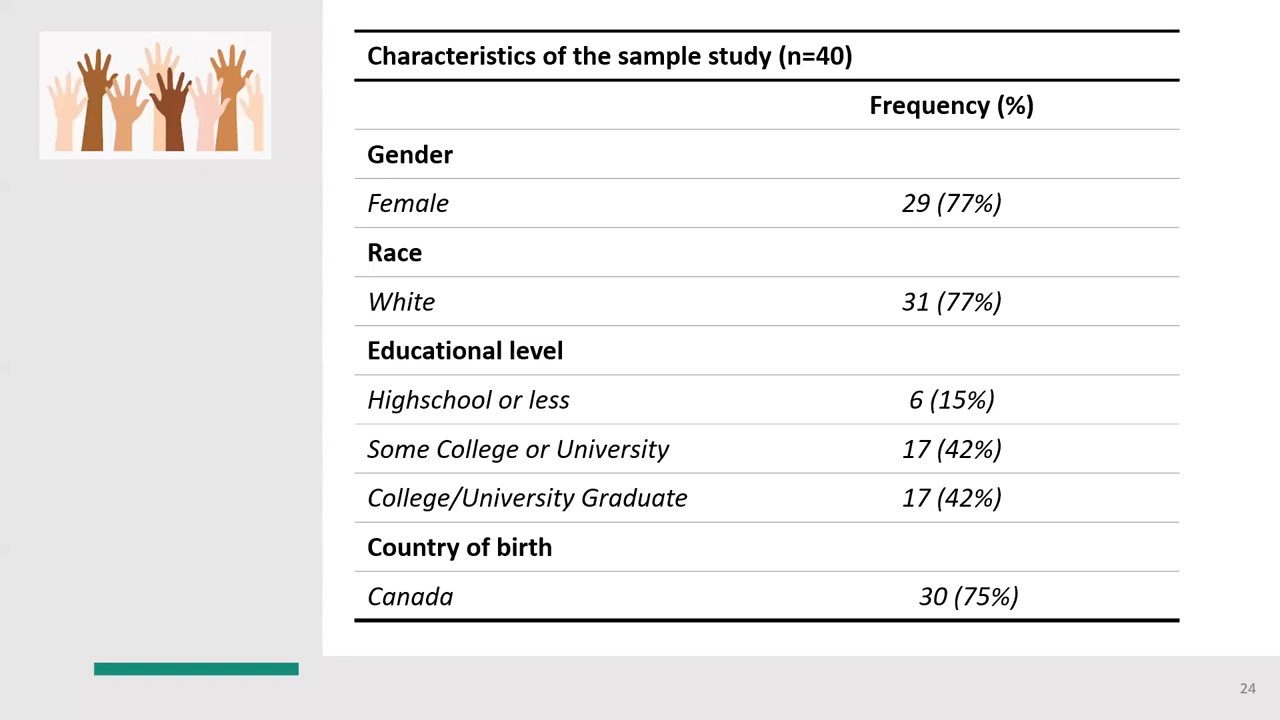 Characteristics of the sample study (n=40)
Frequency (%)
Gender
Female 29 (77%)
Race
White 31 (77%)
Educational level
Highschool or less 6 (15%)
Some College or University 17 (42%)
College/University Graduate 17 (42%)
Country of birth
Canada 30 (75%)
24